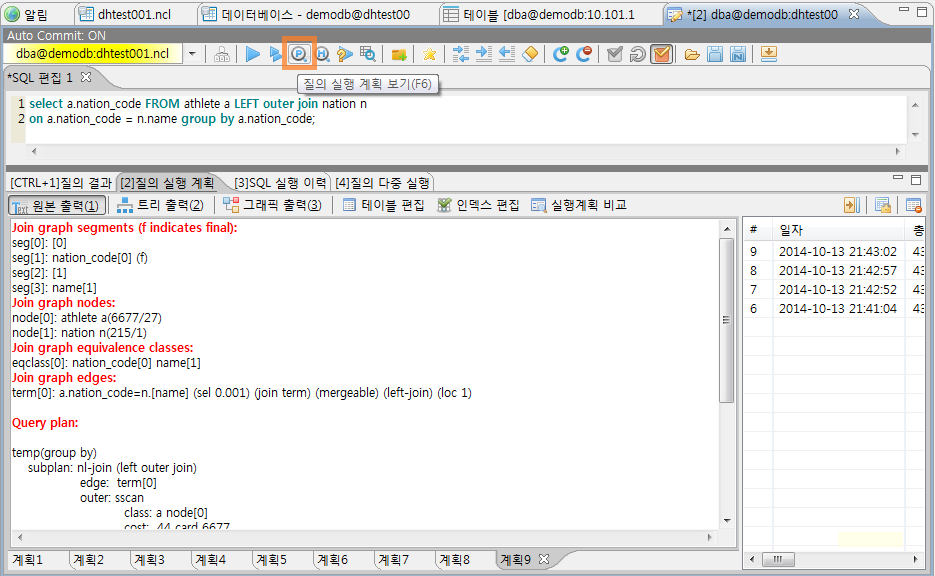 알림 dhtest001.ncl 데이터베이스 - demodb@dhtest00 테이블 [dba@demodb:10.101.1 *[2] dba@demodb:dhtest00
Auto Commit: ON
dba@demodb:dhtest001.ncl
*SQL 편집 1
질의 실행 계획 보기(F6)
1 select a.nation_code FROM athlete a LEFT outer join nation n
2 on a.nation_code = n.name group by a.nation_code;
[CTRL+1]질의 결과 [2]질의 실행 계획 [3]SQL 실행 이력 [4]질의 다중 실행
Text 원본 출력(1) 트리 출력(2) 그래픽 출력(3) 테이블 편집 인덱스 편집 실행계획 비교
Join graph segments (f indicates final):
seg[0]: [0]
seg[1]: nation_code[0] (f)
seg[2]: [1]
seg[3]: name[1]
Join graph nodes:
node[0]: athlete a(6677/27)
node[1]: nation n(215/1)
Join graph equivalence classes:
eqclass[0]: nation_code[0] name[1]
Join graph edges:
term[0]: a.nation_code=n.[name] (sel 0.001) (join term) (mergeable) (left-join) (loc 1)
Query plan:
temp(group by)
subplan: nl-join (left outer join)
edge: term[0]
outer: sscan
class: a node[0]
cost: 44 card 6677
# 일자 총
9 2014-10-13 21:43:02 43
8 2014-10-13 21:42:57 43
7 2014-10-13 21:42:52 43
6 2014-10-13 21:41:04 43
계획1 계획2 계획3 계획4 계획5 계획6 계획7 계획8 계획9